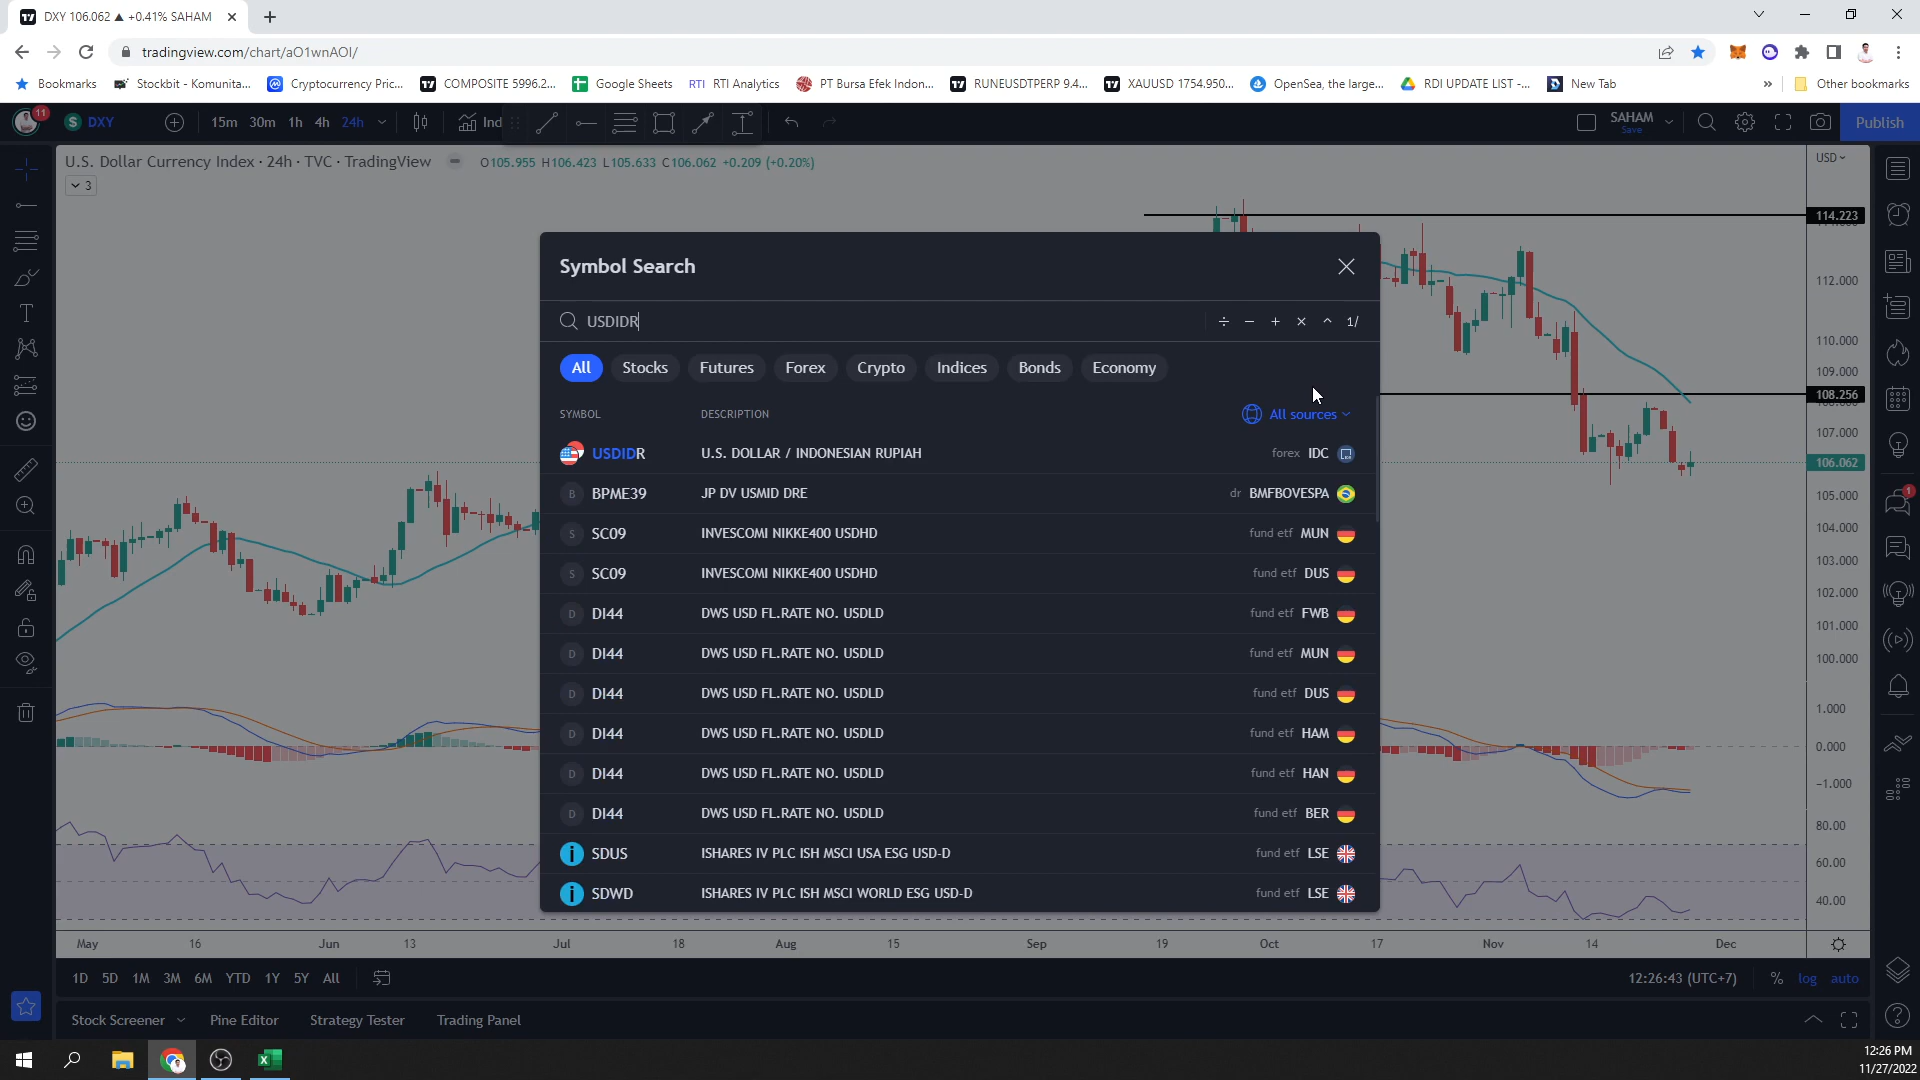 DXY 106.062 ▲ +0.41% SAHAM
tradingview.com/chart/aO1wnAOI/
Bookmarks Stockbit - Komunita... Cryptocurrency Pric... COMPOSITE 5996.2... Google Sheets RTI RTI Analytics PT Bursa Efek Indon... RUNEUSDTPERP 9.4... XAUUSD 1754.950... OpenSea, the large... RDI UPDATE LIST -... New Tab » Other bookmarks
11 S DXY 15m 30m 1h 4h 24h Ind SAHAM Save Publish
U.S. Dollar Currency Index · 24h · TVC · TradingView O105.955 H106.423 L105.633 C106.062 +0.209 (+0.20%) USD
3
114.223
Symbol Search
112.000
USDIDR ÷ − + × ^ 1/
110.000
All Stocks Futures Forex Crypto Indices Bonds Economy
109.000
108.256
SYMBOL DESCRIPTION All sources
107.000
USDIDR U.S. DOLLAR / INDONESIAN RUPIAH forex IDC
106.062
B BPME39 JP DV USMID DRE dr BMFBOVESPA
105.000
1
104.000
S SC09 INVESCOMI NIKKE400 USDHD fund etf MUN
103.000
S SC09 INVESCOMI NIKKE400 USDHD fund etf DUS
102.000
D DI44 DWS USD FL.RATE NO. USDLD fund etf FWB
101.000
D DI44 DWS USD FL.RATE NO. USDLD fund etf MUN
100.000
D DI44 DWS USD FL.RATE NO. USDLD fund etf DUS
1.000
D DI44 DWS USD FL.RATE NO. USDLD fund etf HAM
0.000
D DI44 DWS USD FL.RATE NO. USDLD fund etf HAN
−1.000
D DI44 DWS USD FL.RATE NO. USDLD fund etf BER
80.00
i SDUS ISHARES IV PLC ISH MSCI USA ESG USD-D fund etf LSE
60.00
i SDWD ISHARES IV PLC ISH MSCI WORLD ESG USD-D fund etf LSE
40.00
May 16 Jun 13 Jul 18 Aug 15 Sep 19 Oct 17 Nov 14 Dec
1D 5D 1M 3M 6M YTD 1Y 5Y All 12:26:43 (UTC+7) % log auto
Stock Screener Pine Editor Strategy Tester Trading Panel
12:26 PM
11/27/2022